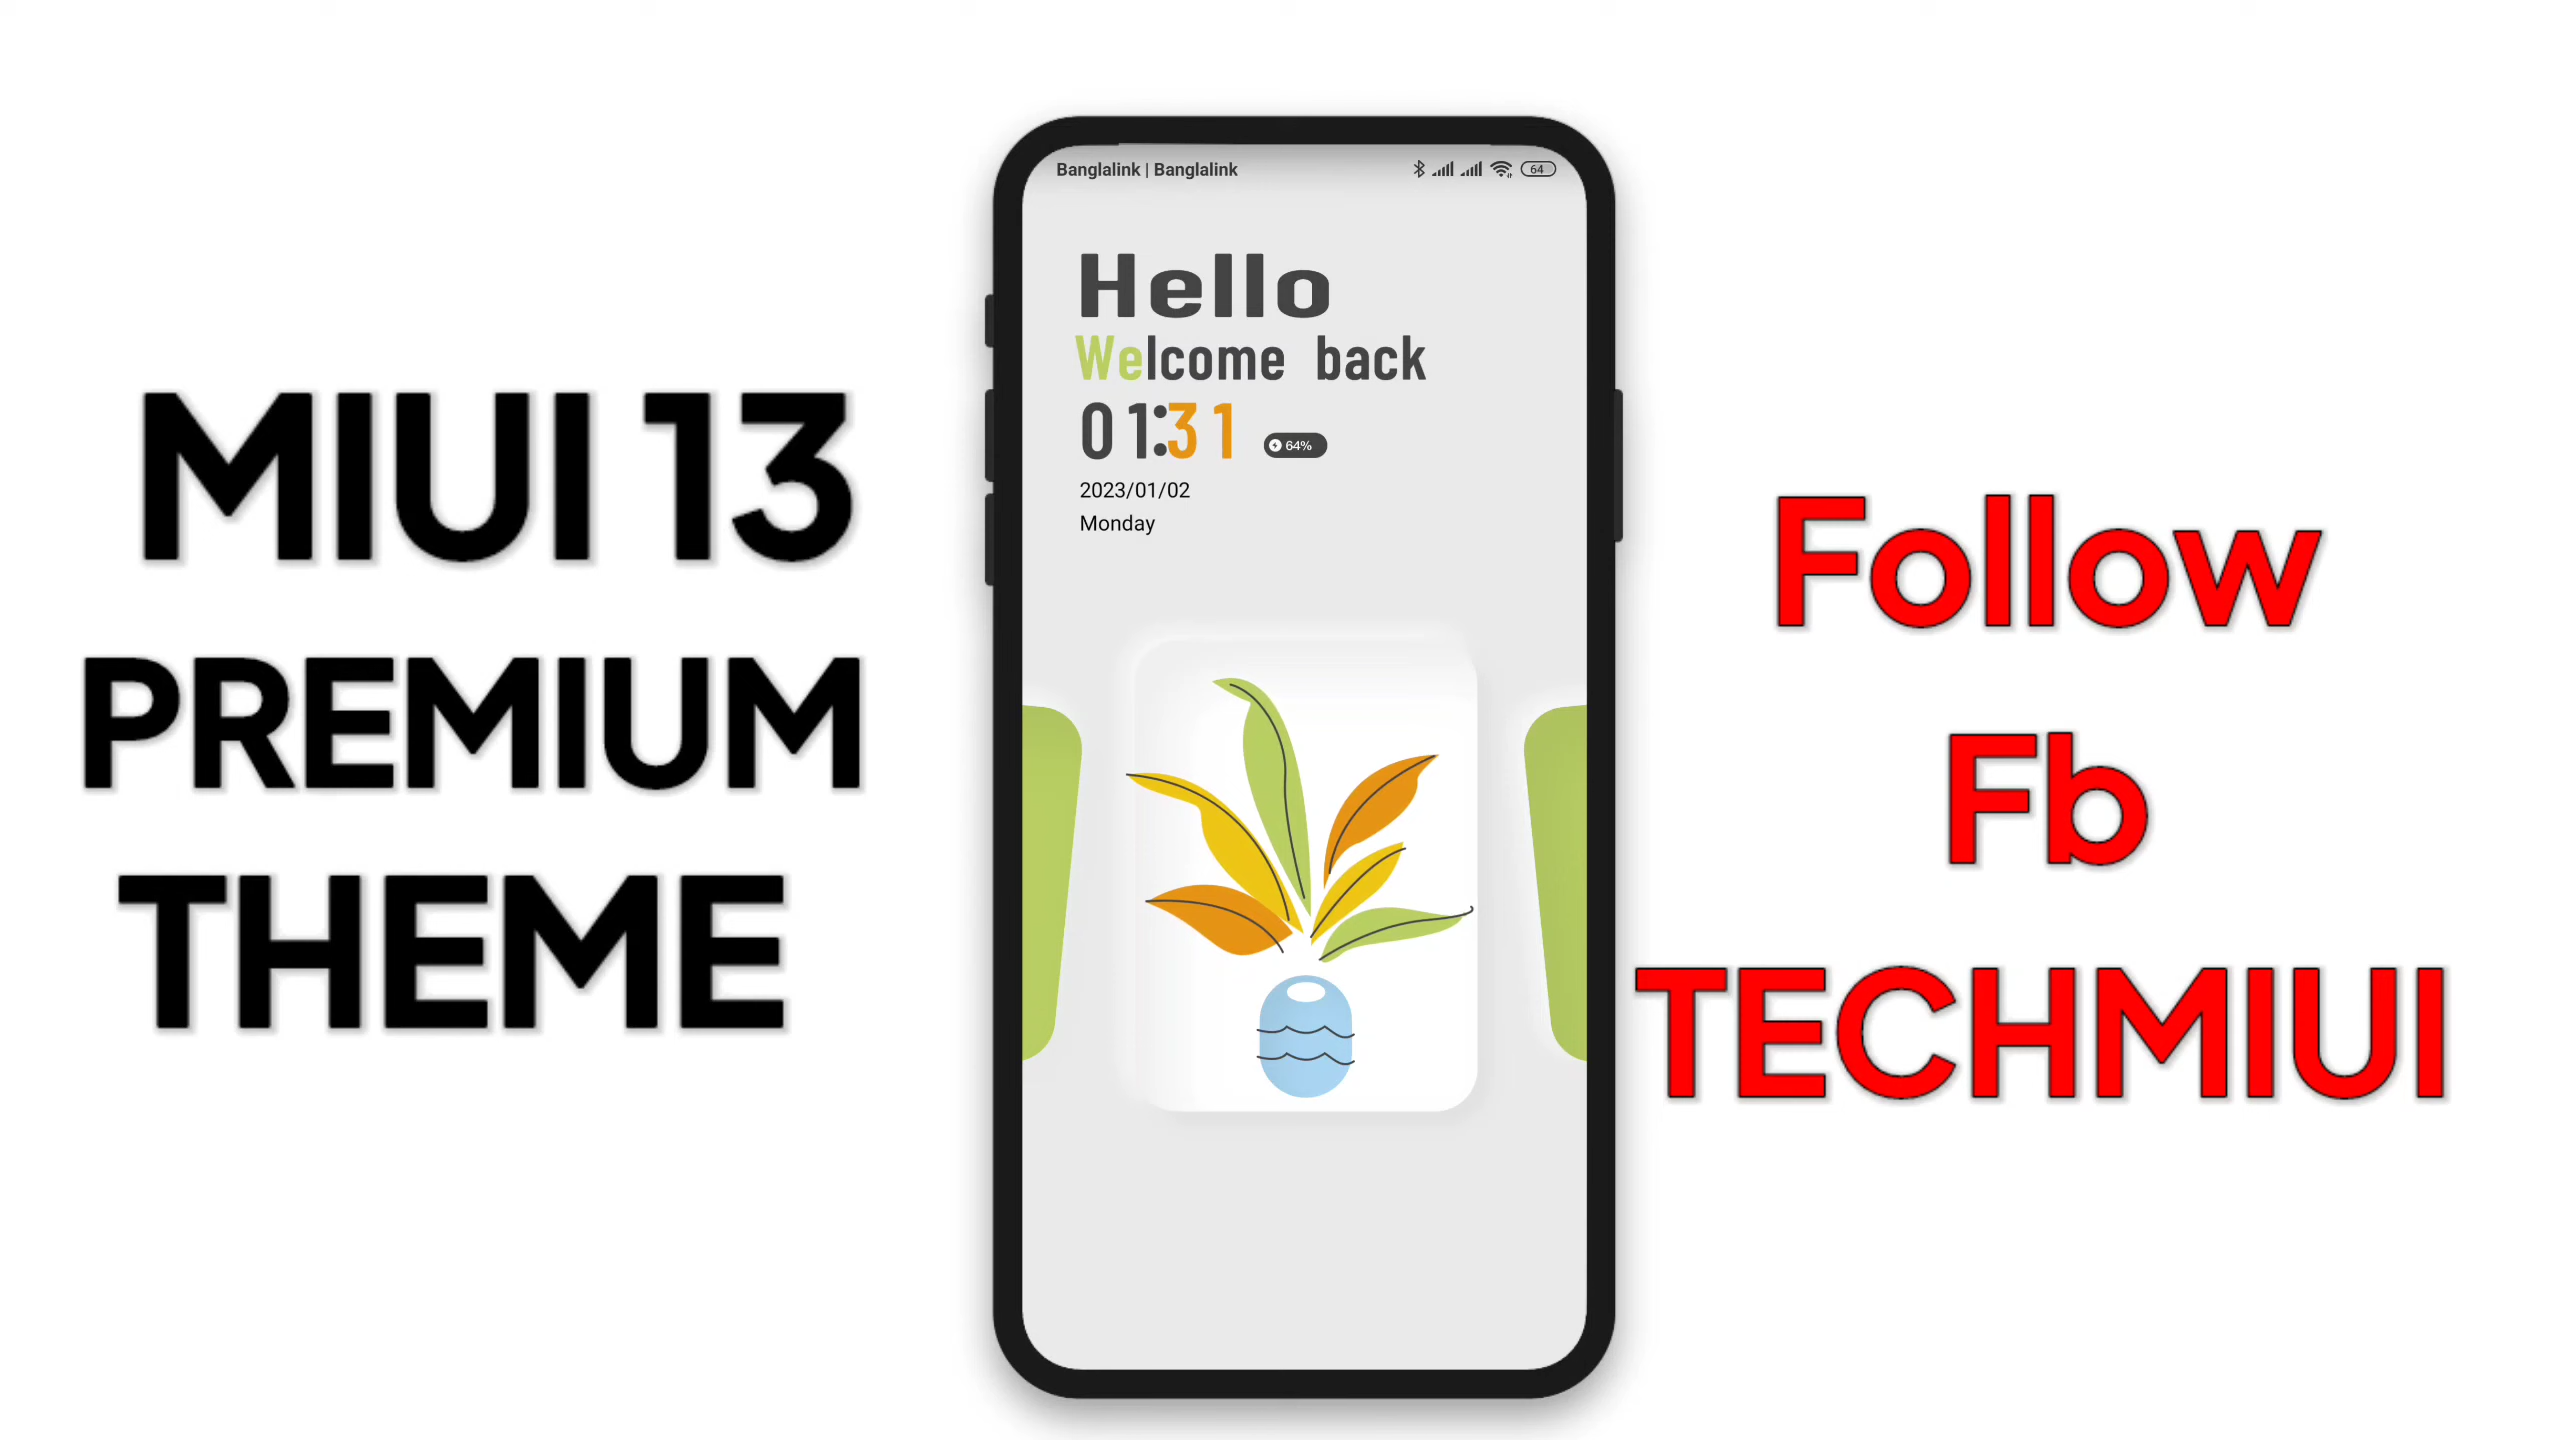 MIUI 13
PREMIUM
THEME
Banglalink | Banglalink
64
Hello
Welcome back
01:31
64%
2023/01/02
Monday
Follow
Fb
TECHMIUI